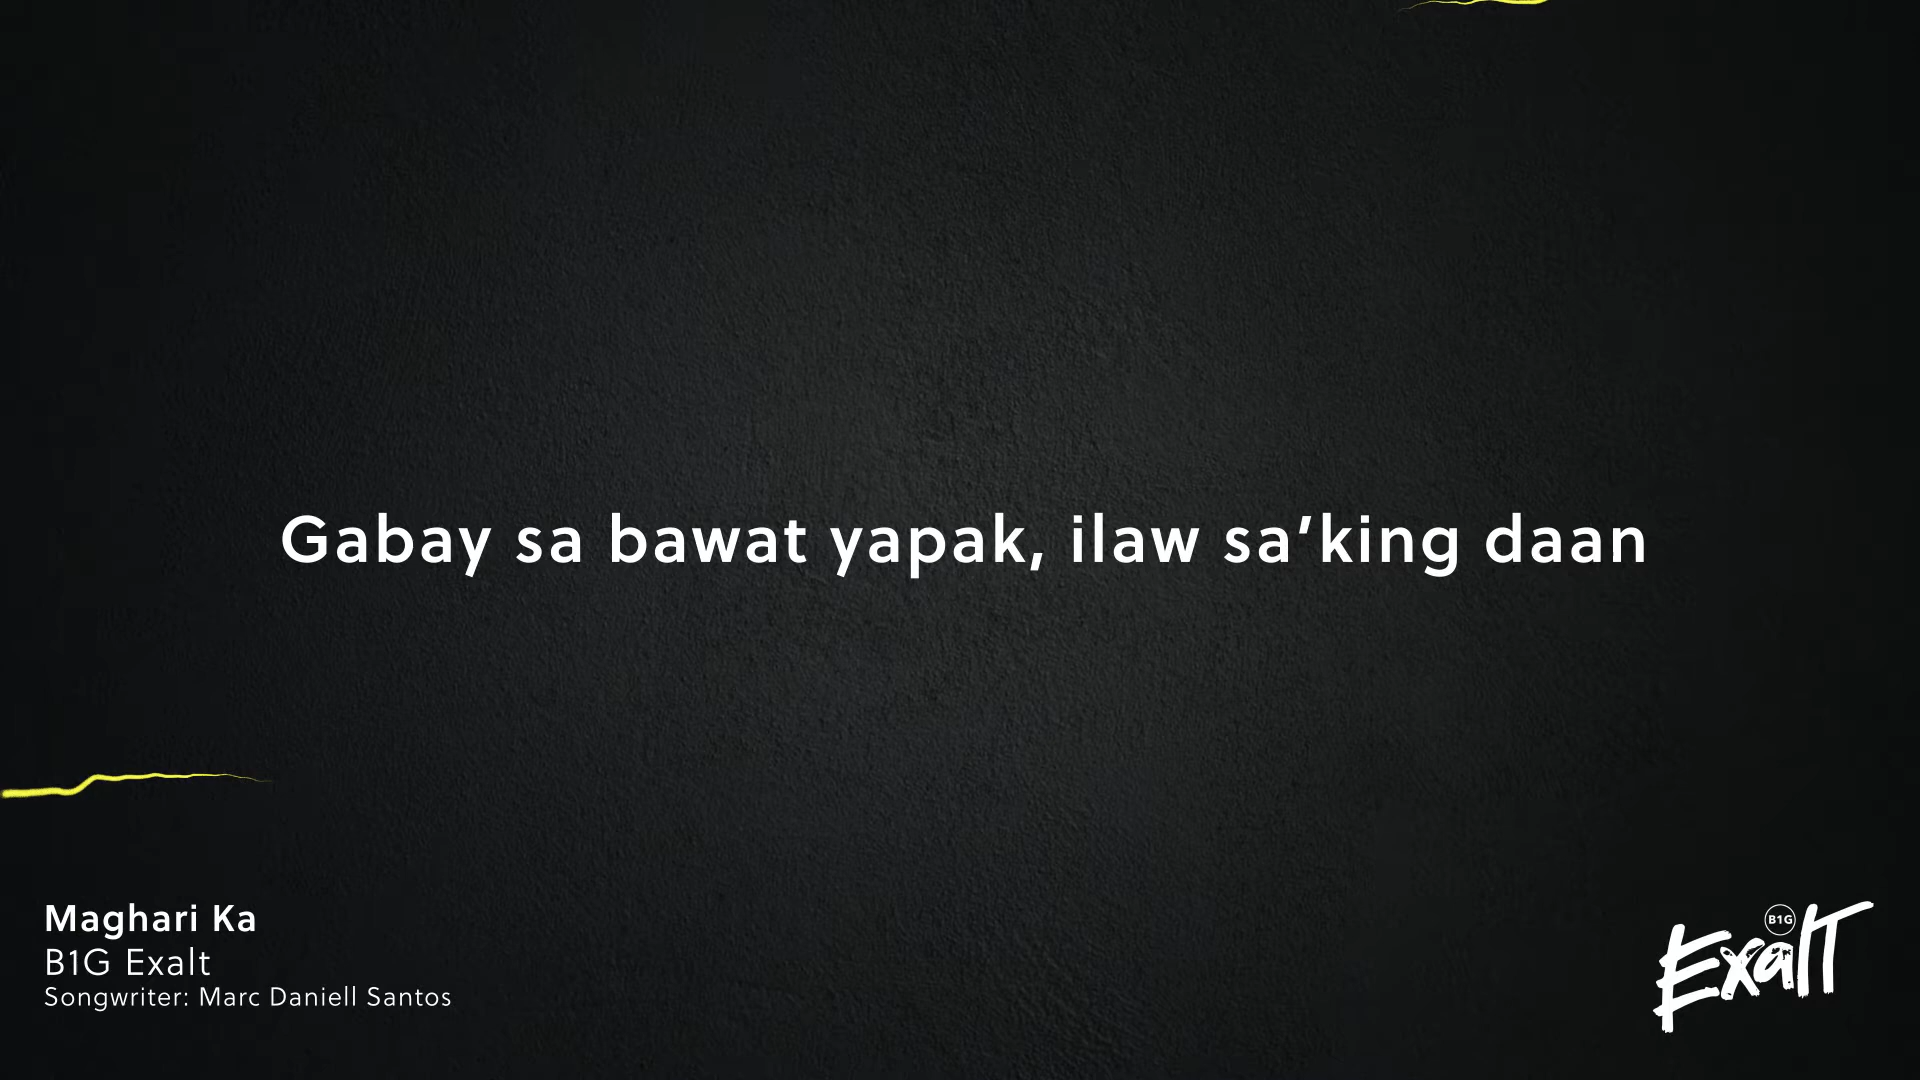 Gabay sa bawat yapak, ilaw sa’king daan
Maghari Ka
B1G Exalt
Songwriter: Marc Daniell Santos
B1G
Exalt